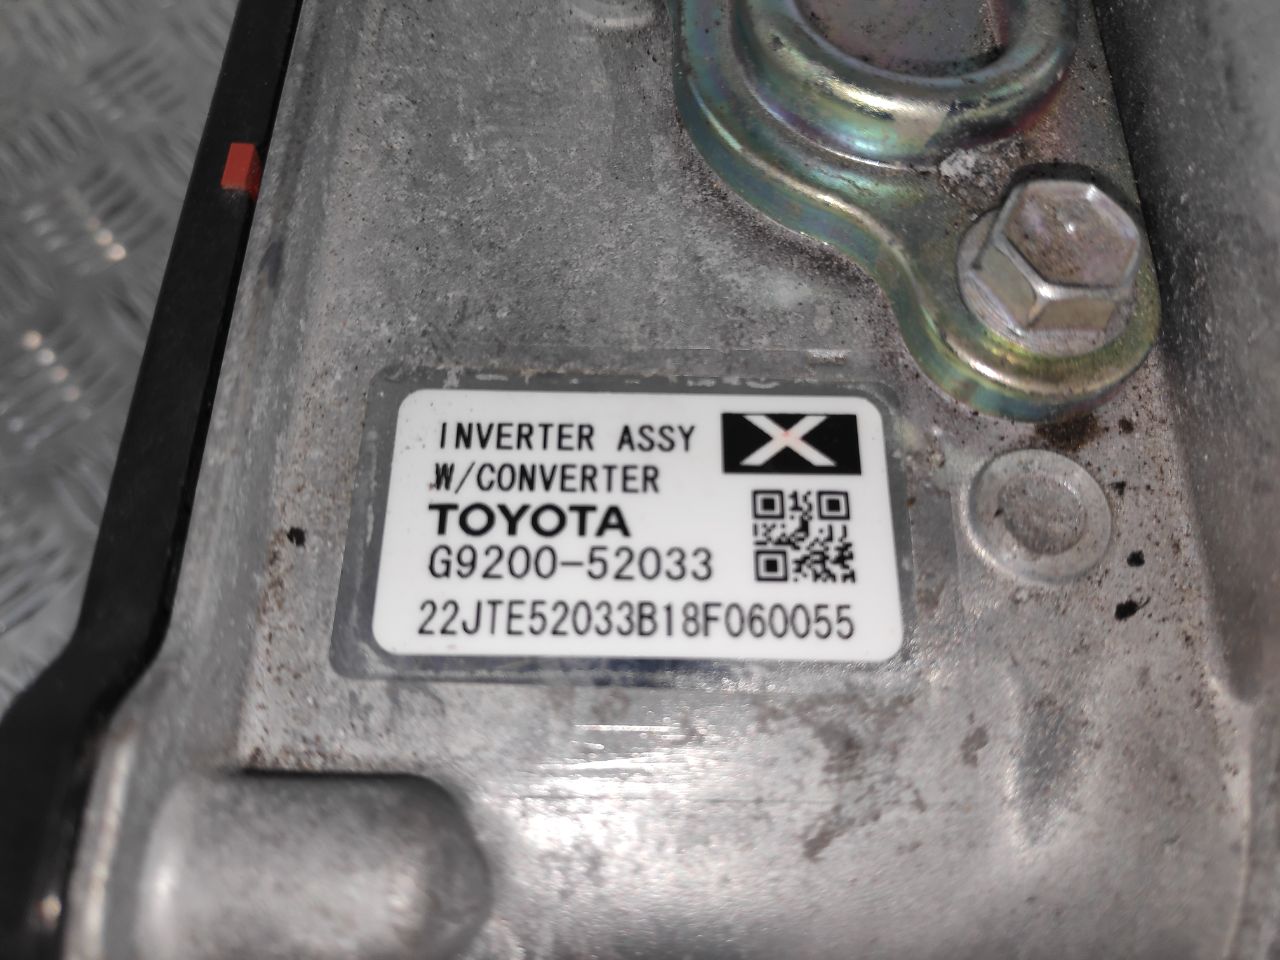 INVERTER ASSY
W/CONVERTER
TOYOTA
G9200-52033
22JTE52033B18F060055
X